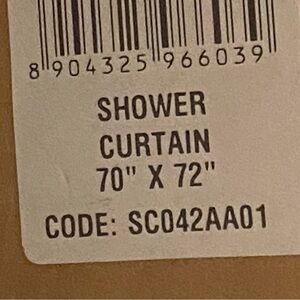 8 904325 966039
SHOWER
CURTAIN
70" X 72"
CODE: SC042AA01